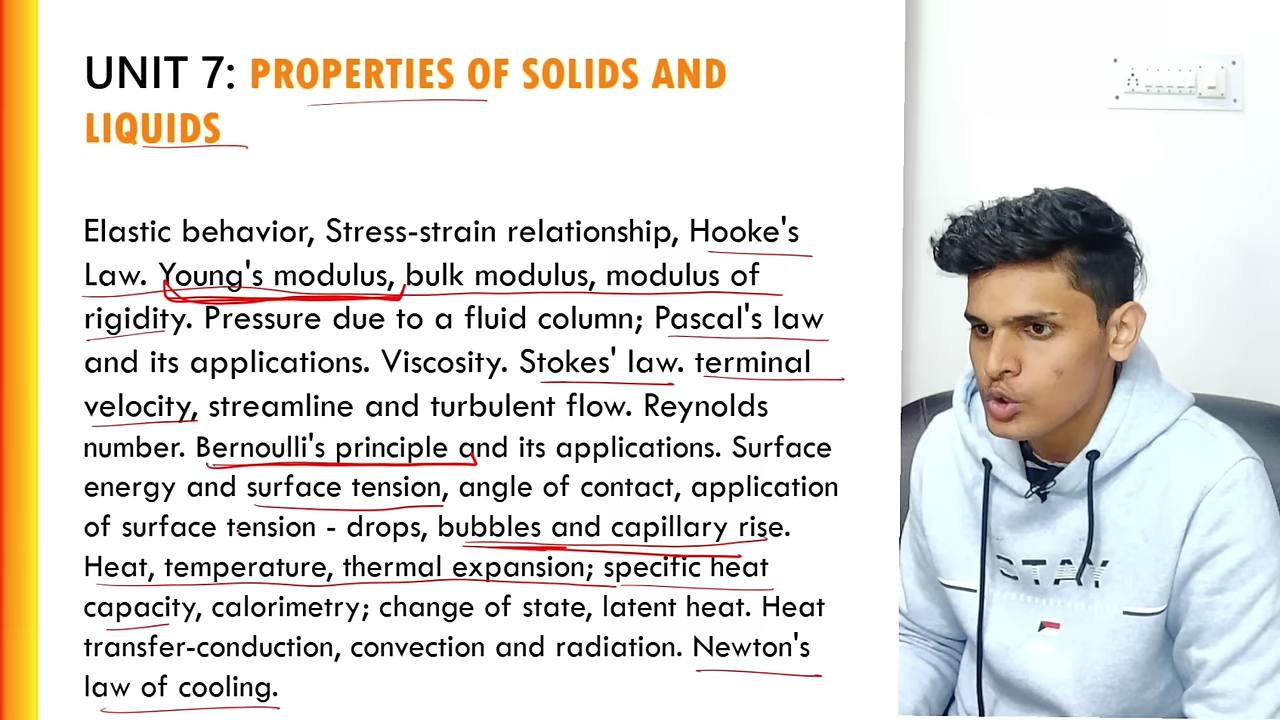 UNIT 7: PROPERTIES OF SOLIDS AND
LIQUIDS
Elastic behavior, Stress-strain relationship, Hooke's
Law. Young's modulus, bulk modulus, modulus of
rigidity. Pressure due to a fluid column; Pascal's law
and its applications. Viscosity. Stokes' law. terminal
velocity, streamline and turbulent flow. Reynolds
number. Bernoulli's principle and its applications. Surface
energy and surface tension, angle of contact, application
of surface tension - drops, bubbles and capillary rise.
Heat, temperature, thermal expansion; specific heat
capacity, calorimetry; change of state, latent heat. Heat
transfer-conduction, convection and radiation. Newton's
law of cooling.
STAY